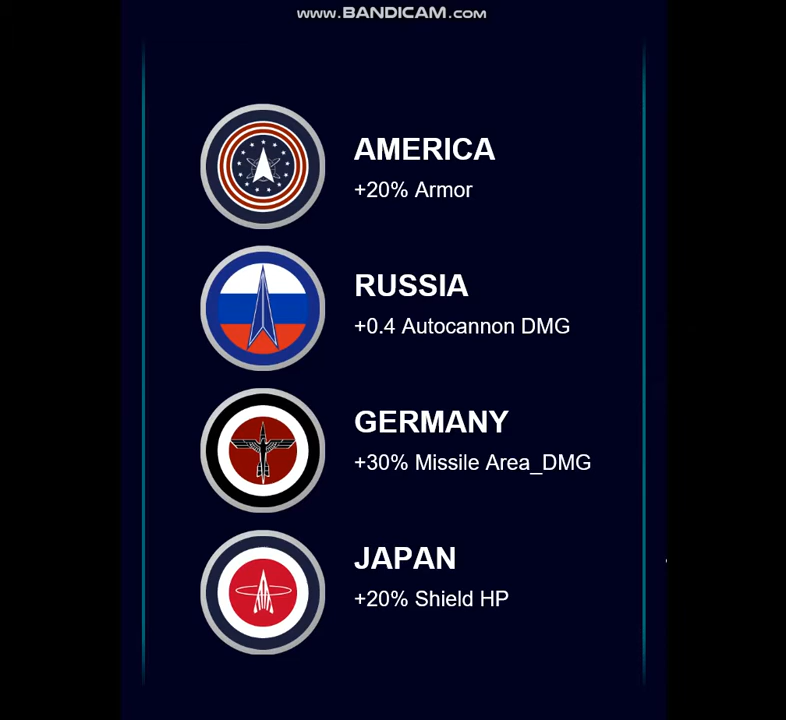 www.BANDICAM.com
AMERICA
+20% Armor
RUSSIA
+0.4 Autocannon DMG
GERMANY
+30% Missile Area_DMG
JAPAN
+20% Shield HP